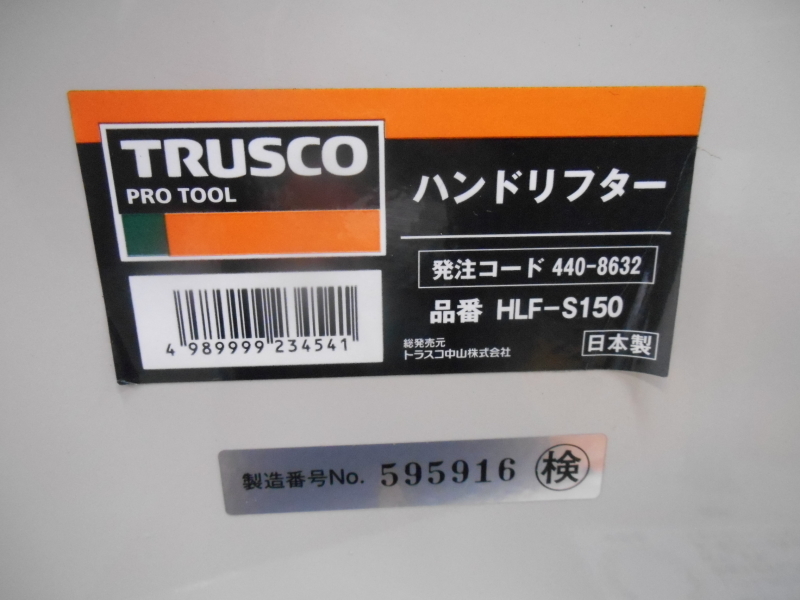 TRUSCO
PRO TOOL
ハンドリフター
発注コード 440-8632
品番 HLF-S150
4 989999 234541
総発売元
トラスコ中山株式会社
日本製
製造番号No. 595916 検